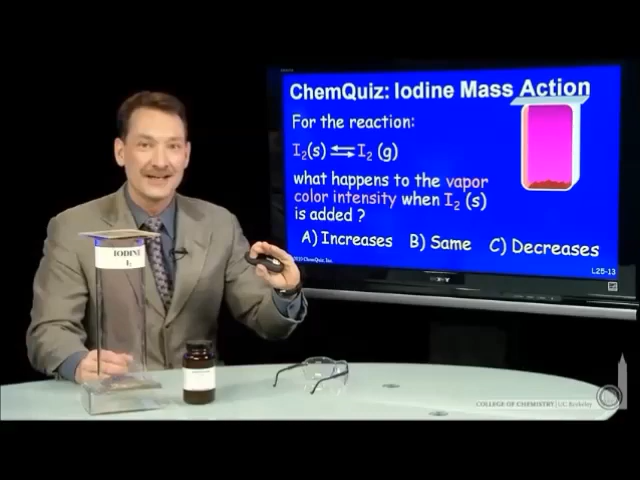 ChemQuiz: Iodine Mass Action
For the reaction:
I₂(s) ⇌ I₂ (g)
what happens to the vapor
color intensity when I₂ (s)
is added ?
A) Increases B) Same C) Decreases
L25-13
SONY
IODINE
I₂
COLLEGE OF CHEMISTRY | UC Berkeley